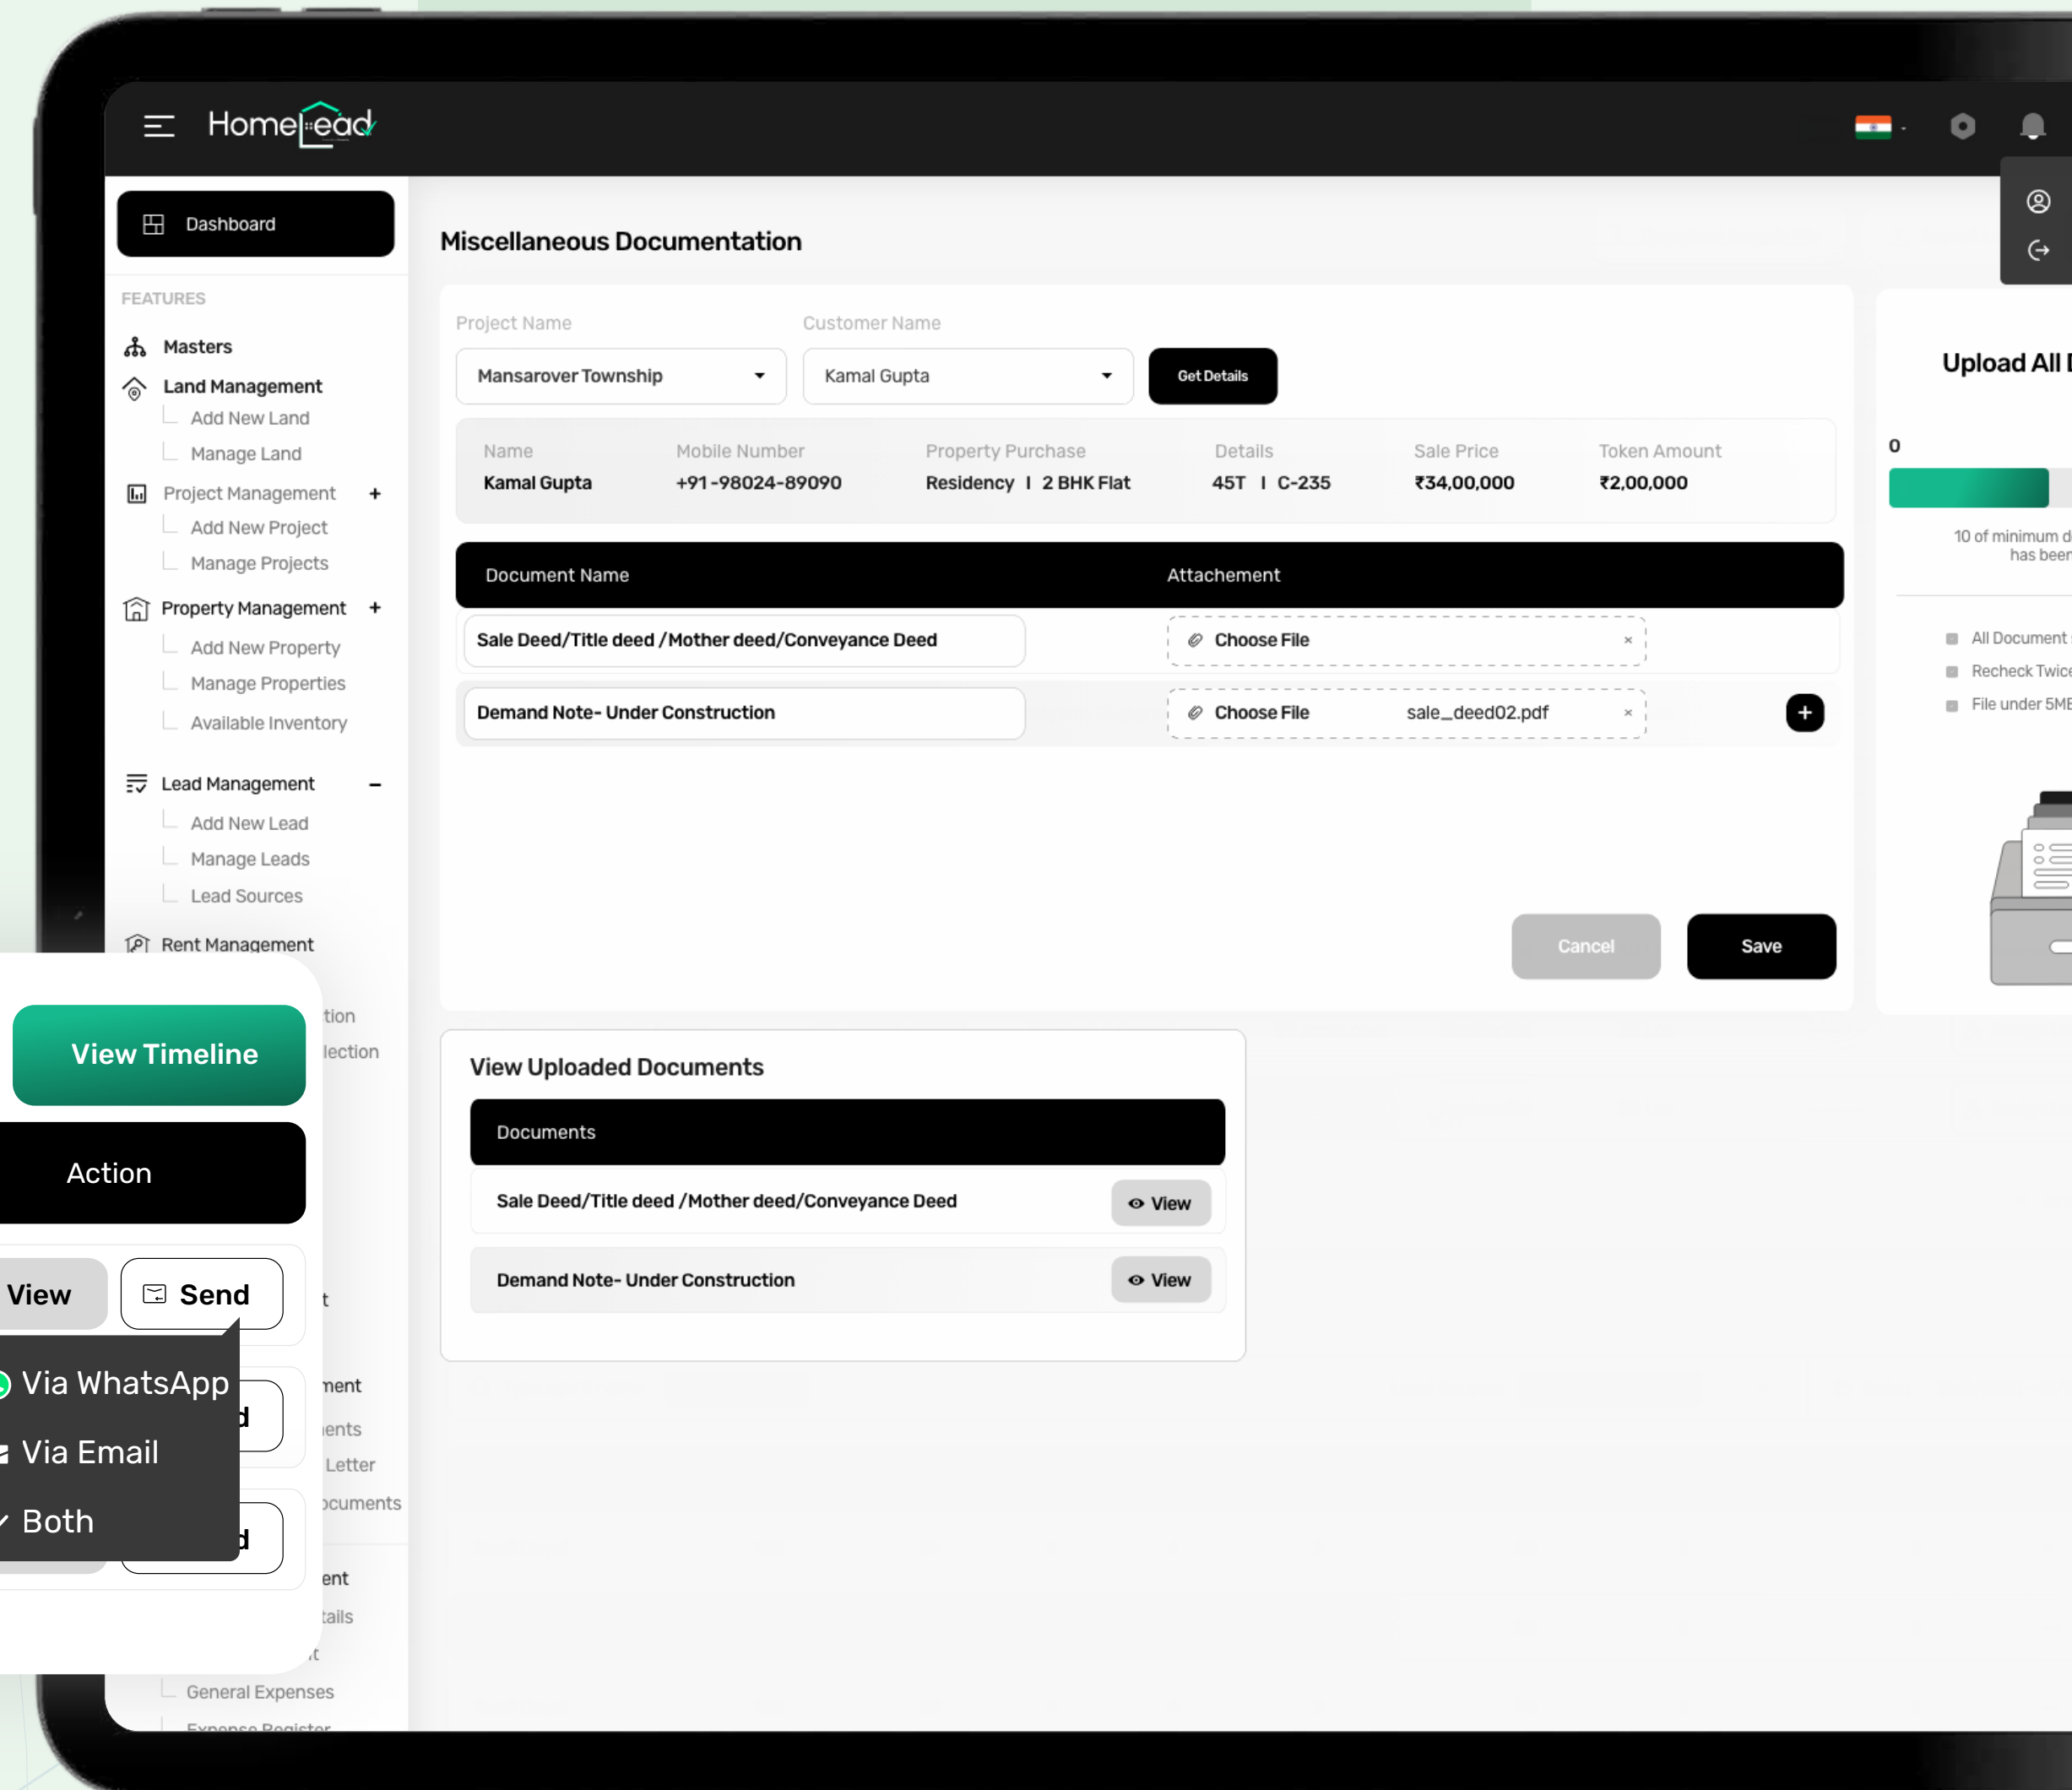 HomeLead
Dashboard
FEATURES
Masters
Land Management
Add New Land
Manage Land
Project Management +
Add New Project
Manage Projects
Property Management +
Add New Property
Manage Properties
Available Inventory
Lead Management –
Add New Lead
Manage Leads
Lead Sources
Rent Management
General Expenses
Expense Register
Miscellaneous Documentation
Project Name Customer Name
Mansarover Township Kamal Gupta Get Details
Name Mobile Number Property Purchase Details Sale Price Token Amount
Kamal Gupta +91-98024-89090 Residency I 2 BHK Flat 45T I C-235 ₹34,00,000 ₹2,00,000
Document Name Attachement
Sale Deed/Title deed /Mother deed/Conveyance Deed Choose File ×
Demand Note- Under Construction Choose File sale_deed02.pdf × +
Cancel Save
View Uploaded Documents
Documents
Sale Deed/Title deed /Mother deed/Conveyance Deed View
Demand Note- Under Construction View
Upload All
0
10 of minimum
has been
All Document
Recheck Twice
File under 5MB
View Timeline
Action
View Send
Via WhatsApp
Via Email
Both
Letter